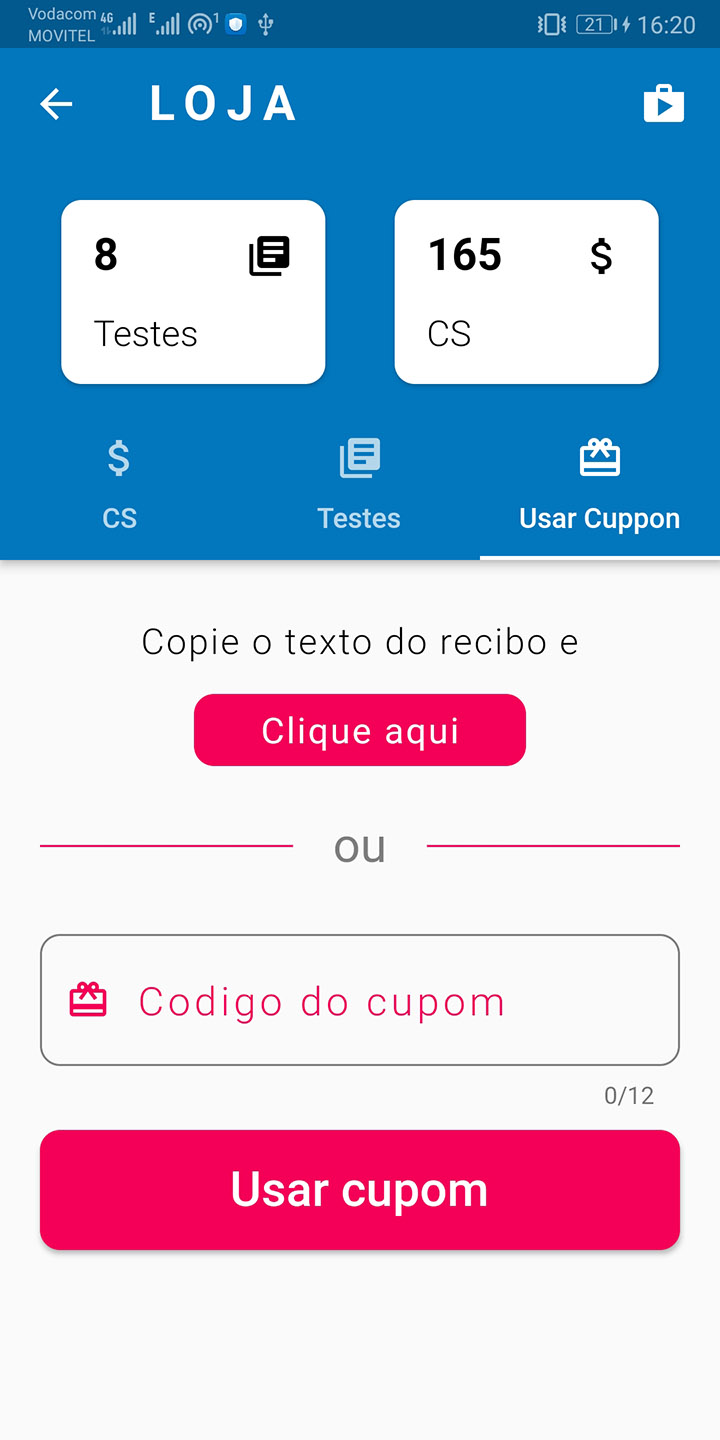 Vodacom 4G
MOVITEL
E
1
21
16:20
LOJA
8
Testes
165
$
CS
$
CS
Testes
Usar Cuppon
Copie o texto do recibo e
Clique aqui
ou
Codigo do cupom
0/12
Usar cupom